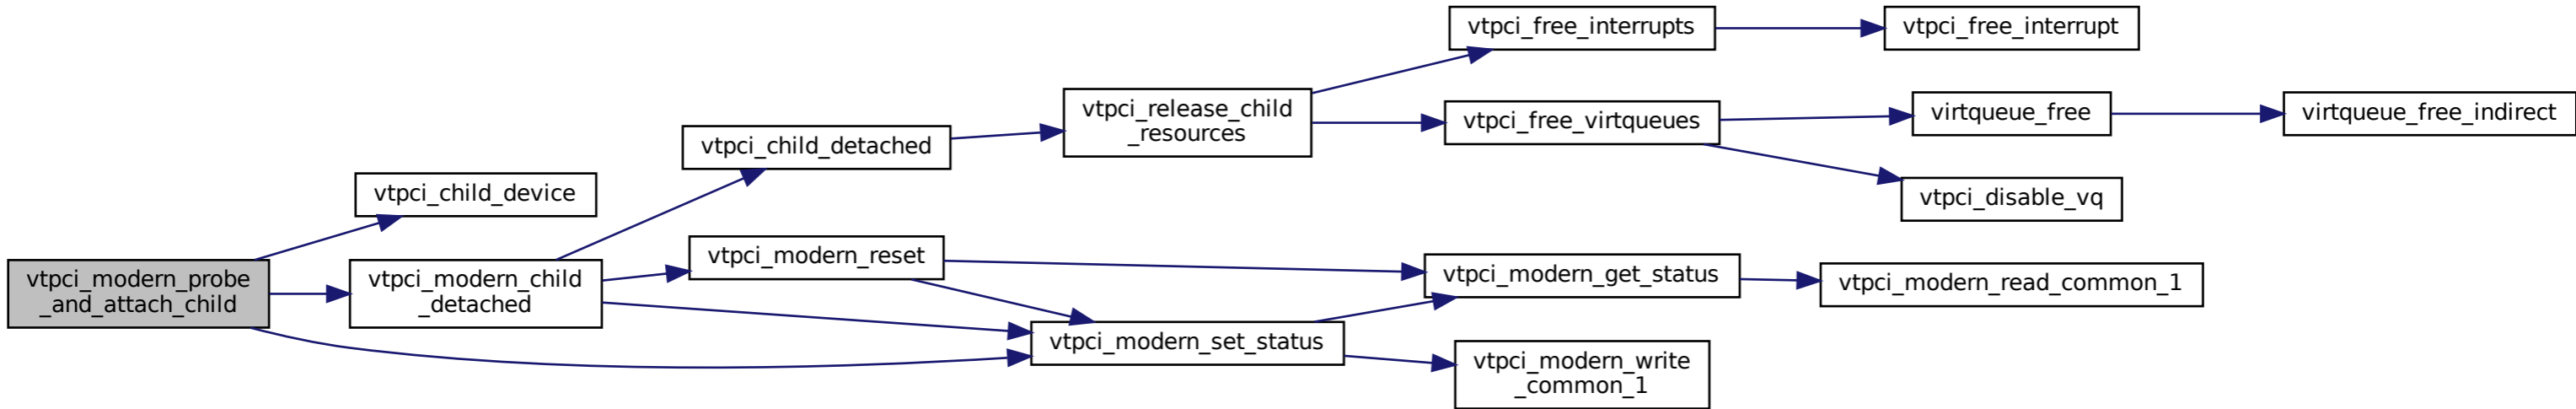 vtpci_modern_probe
_and_attach_child
vtpci_child_device
vtpci_modern_child
_detached
vtpci_child_detached
vtpci_modern_reset
vtpci_release_child
_resources
vtpci_modern_set_status
vtpci_free_interrupts
vtpci_free_virtqueues
vtpci_modern_get_status
vtpci_modern_write
_common_1
vtpci_free_interrupt
virtqueue_free
vtpci_disable_vq
vtpci_modern_read_common_1
virtqueue_free_indirect